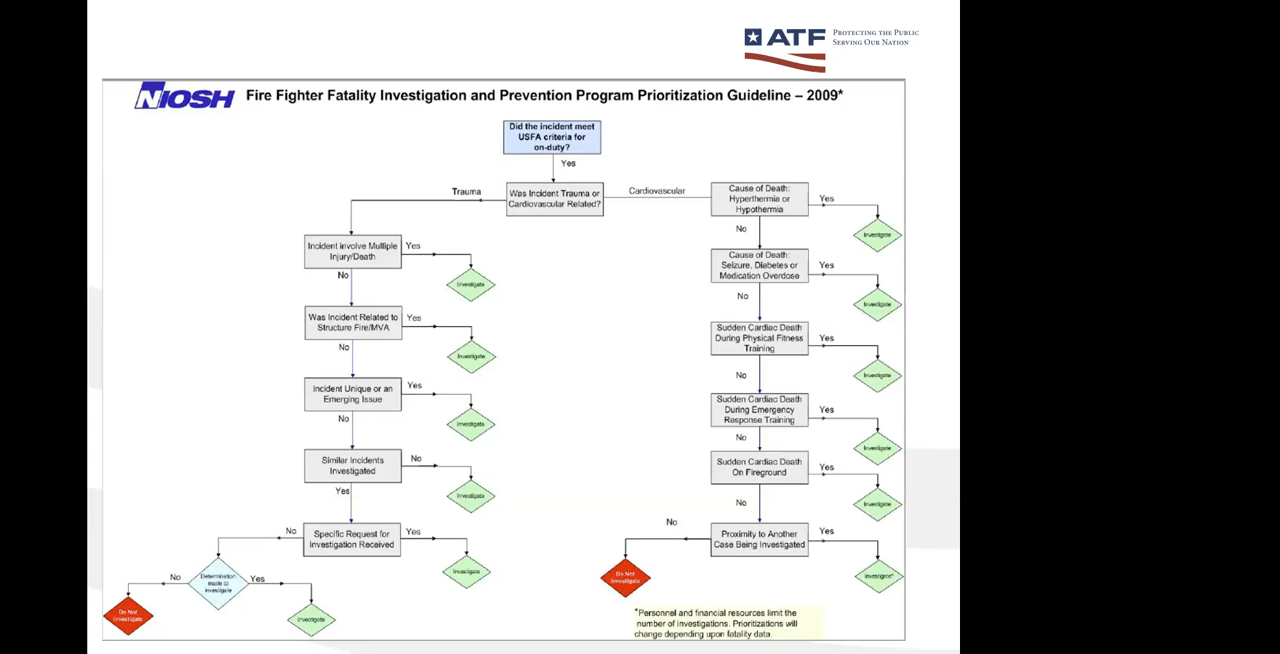 ATF
PROTECTING THE PUBLIC
SERVING OUR NATION
NIOSH
Fire Fighter Fatality Investigation and Prevention Program Prioritization Guideline – 2009*
Did the incident meet
USFA criteria for
on-duty?
Yes
Was Incident Trauma or
Cardiovascular Related?
Trauma
Cardiovascular
Incident involve Multiple
Injury/Death
Yes
Investigate
No
Was Incident Related to
Structure Fire/MVA
Yes
Investigate
No
Incident Unique or an
Emerging Issue
Yes
Investigate
No
Similar Incidents
Investigated
No
Investigate
Yes
Specific Request for
Investigation Received
Yes
Investigate
No
Determination
made to
investigate
No
Do Not
Investigate
Yes
Investigate
Cause of Death:
Hyperthermia or
Hypothermia
Yes
Investigate
No
Cause of Death:
Seizure, Diabetes or
Medication Overdose
Yes
Investigate
No
Sudden Cardiac Death
During Physical Fitness
Training
Yes
Investigate
No
Sudden Cardiac Death
During Emergency
Response Training
Yes
Investigate
No
Sudden Cardiac Death
On Fireground
Yes
Investigate
No
Proximity to Another
Case Being Investigated
No
Do Not
Investigate
Yes
Investigate*
*Personnel and financial resources limit the
number of investigations. Prioritizations will
change depending upon fatality data.